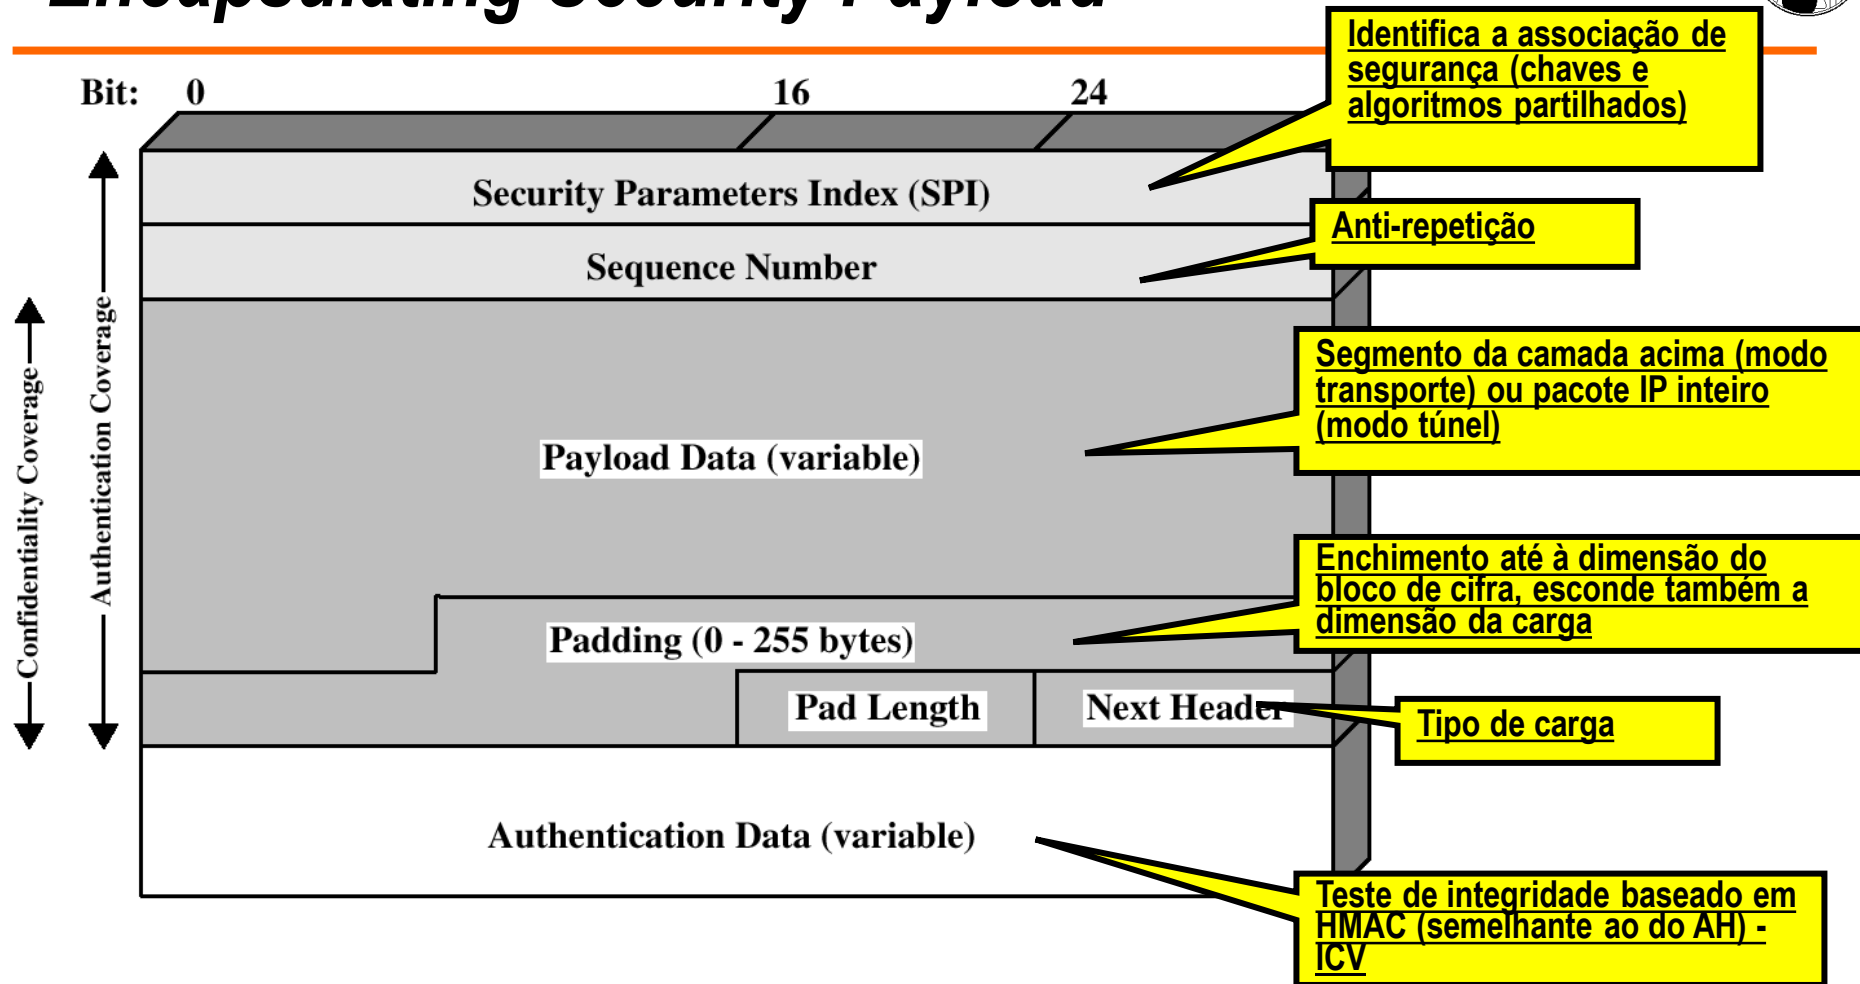 Encapsulating Security Payload
Identifica a associação de
segurança (chaves e
algoritmos partilhados)
Bit: 0 16 24
Security Parameters Index (SPI)
Anti-repetição
Sequence Number
Segmento da camada acima (modo
transporte) ou pacote IP inteiro
(modo túnel)
Payload Data (variable)
Confidentiality Coverage
Authentication Coverage
Enchimento até à dimensão do
bloco de cifra, esconde também a
dimensão da carga
Padding (0 - 255 bytes)
Pad Length
Next Header
Tipo de carga
Authentication Data (variable)
Teste de integridade baseado em
HMAC (semelhante ao do AH) -
ICV